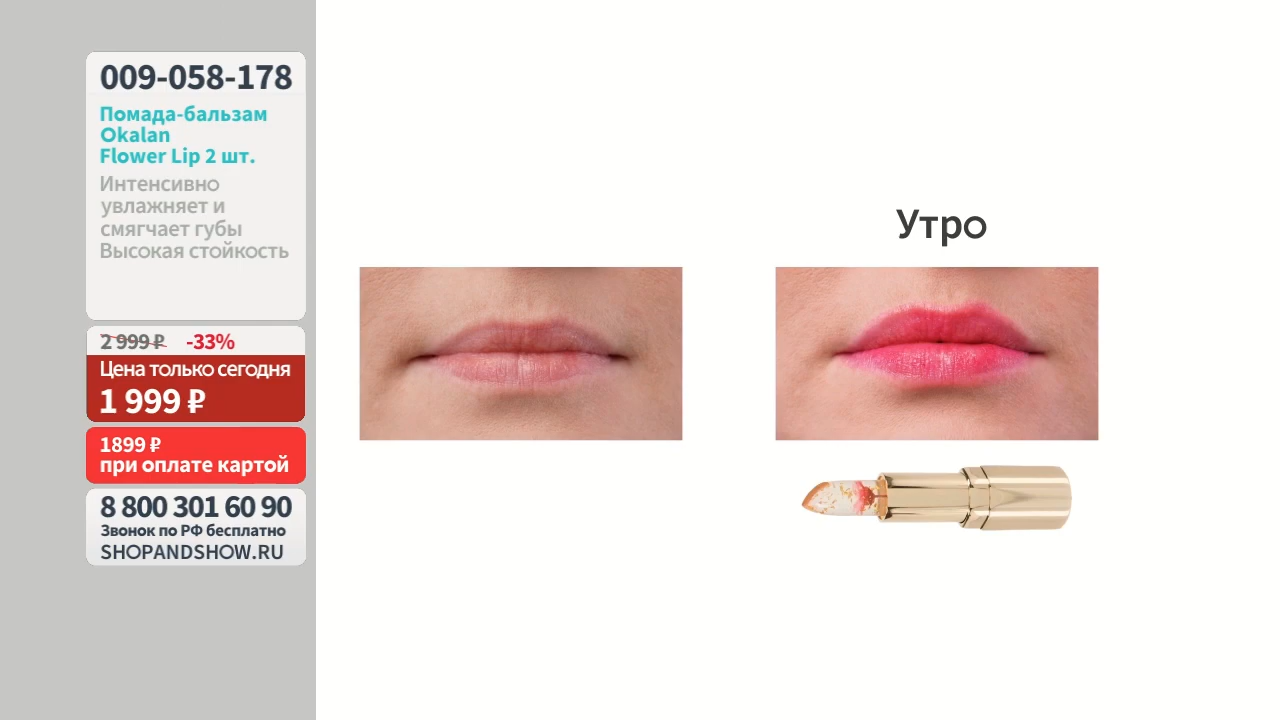 009-058-178
Помада-бальзам
Okalan
Flower Lip 2 шт.
Интенсивно
увлажняет и
смягчает губы
Высокая стойкость
2 999 ₽ -33%
Цена только сегодня
1 999 ₽
1899 ₽
при оплате картой
8 800 301 60 90
Звонок по РФ бесплатно
SHOPANDSHOW.RU
Утро